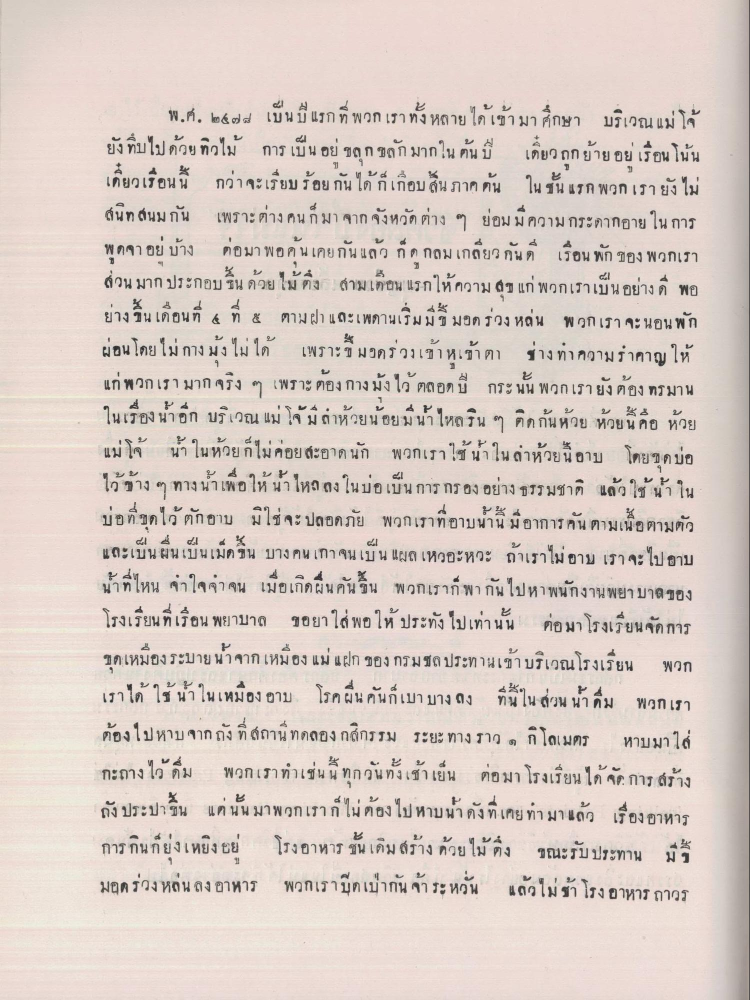 พ.ศ. ๒๔๗๘ เป็นปีแรกที่พวกเราทั้งหลายได้เข้ามาศึกษา บริเวณแม่โจ้
ยังทึบไปด้วยทิวไม้ การเป็นอยู่ขลุกขลักมากในต้นปี เดี๋ยวถูกย้ายอยู่เรือนโน้น
เดี๋ยวเรือนนี้ กว่าจะเรียบร้อยกันได้ก็เกือบสิ้นภาคต้น ในชั้นแรกพวกเรายังไม่
สนิทสนมกัน เพราะต่างคนก็มาจากจังหวัดต่าง ๆ ย่อมมีความกระดากอายในการ
พูดจาอยู่บ้าง ต่อมาพอคุ้นเคยกันแล้ว ก็ดูกลมเกลียวกันดี เรือนพักของพวกเรา
ส่วนมากประกอบขึ้นด้วยไม้ตึง สามเดือนแรกให้ความสุขแก่พวกเราเป็นอย่างดี พอ
ย่างขึ้นเดือนที่ ๔ ที่ ๕ ตามฝาและเพดานเริ่มมีขี้มอดร่วงหล่น พวกเราจะนอนพัก
ผ่อนโดยไม่กางมุ้งไม่ได้ เพราะขี้มอดร่วงเข้าหูเข้าตา ช่างทำความรำคาญให้
แก่พวกเรามากจริง ๆ เพราะต้องกางมุ้งไว้ตลอดปี กระนั้นพวกเรายังต้องทรมาน
ในเรื่องน้ำอีก บริเวณแม่โจ้มีลำห้วยน้อยมีน้ำไหลริน ๆ ติดก้นห้วย ห้วยนี้คือ ห้วย
แม่โจ้ น้ำในห้วยก็ไม่ค่อยสะอาดนัก พวกเราใช้น้ำในลำห้วยนี้อาบ โดยขุดบ่อ
ไว้ข้าง ๆ ทางน้ำเพื่อให้น้ำไหลลงในบ่อเป็นการกรองอย่างธรรมชาติ แล้วใช้น้ำใน
บ่อที่ขุดไว้ตักอาบ มิใช่จะปลอดภัย พวกเราที่อาบน้ำนี้มีอาการคันตามเนื้อตามตัว
และเป็นผื่นเป็นเม็ดขึ้น บางคนเกาจนเป็นแผลเหวอะหวะ ถ้าเราไม่อาบ เราจะไปอาบ
น้ำที่ไหน จำใจจำจน เมื่อเกิดผื่นคันขึ้น พวกเราก็พากันไปหาพนักงานพยาบาลของ
โรงเรียนที่เรือนพยาบาล ขอยาใส่พอให้ประทังไปเท่านั้น ต่อมาโรงเรียนจัดการ
ขุดเหมืองระบายน้ำจากเหมืองแม่แฝกของกรมชลประทานเข้าบริเวณโรงเรียน พวก
เราได้ใช้น้ำในเหมืองอาบ โรคผื่นคันก็เบาบางลง ทีนี้ในส่วนน้ำดื่ม พวกเรา
ต้องไปหาบจากถังที่สถานีทดลองกสิกรรม ระยะทางราว ๑ กิโลเมตร หาบมาใส่
กะถางไว้ดื่ม พวกเราทำเช่นนี้ทุกวันทั้งเช้าเย็น ต่อมาโรงเรียนได้จัดการสร้าง
ถังประปาขึ้น แต่นั้นมาพวกเราก็ไม่ต้องไปหาบน้ำดังที่เคยทำมาแล้ว เรื่องอาหาร
การกินก็ยุ่งเหยิงอยู่ โรงอาหารชั้นเดิมสร้างด้วยไม้ตึง ขณะรับประทาน มีขี้
มอดร่วงหล่นลงอาหาร พวกเราปีดเป่ากันจ้าระหวั่น แล้วไม่ช้าโรงอาหารถาวร